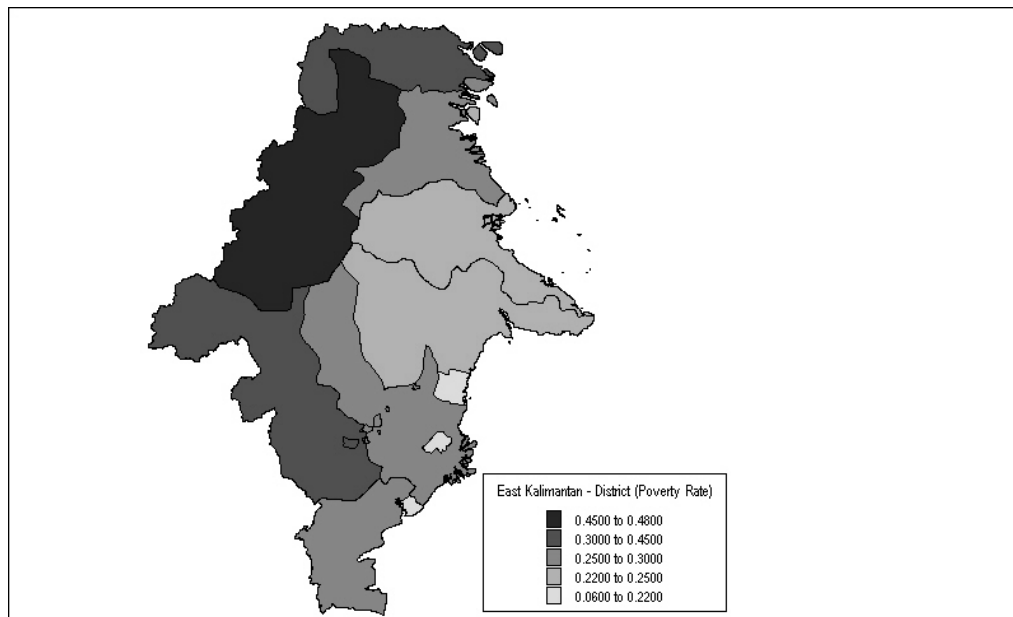 East Kalimantan - District (Poverty Rate)
0.4500 to 0.4800
0.3000 to 0.4500
0.2500 to 0.3000
0.2200 to 0.2500
0.0600 to 0.2200